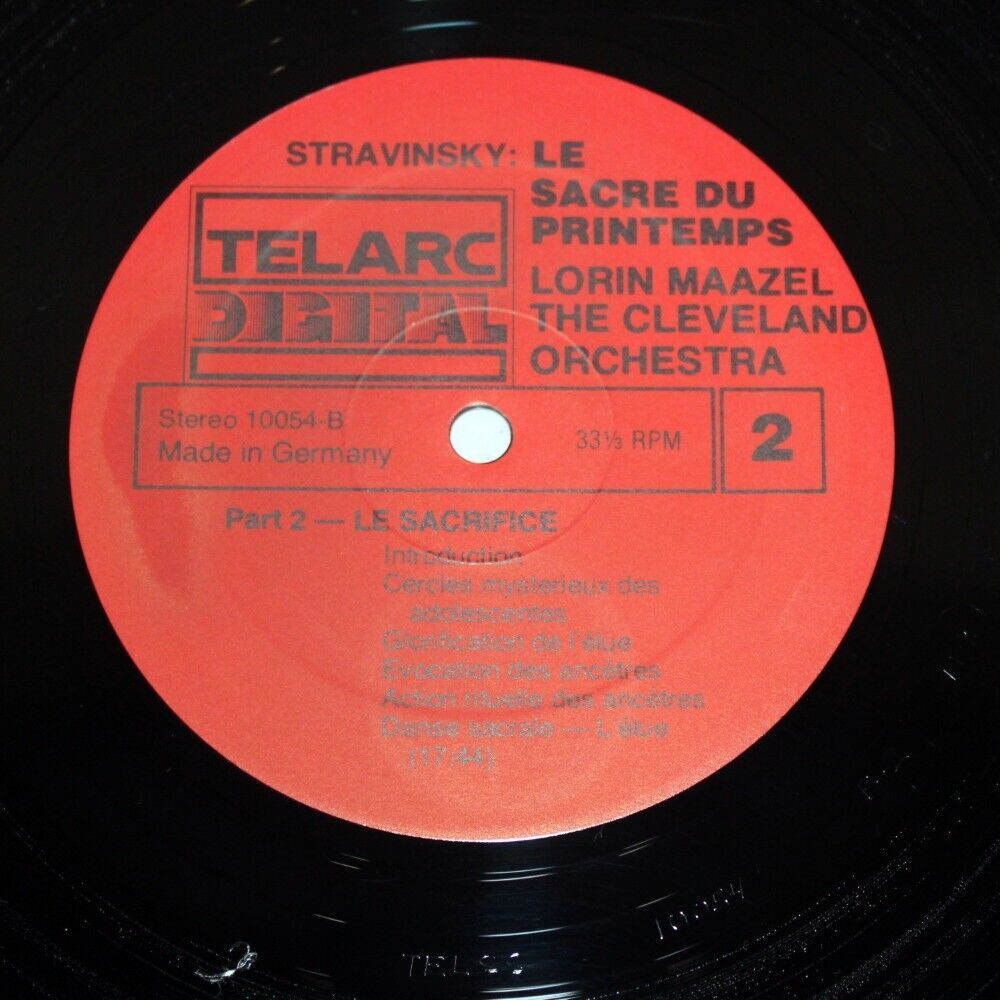 STRAVINSKY: LE
SACRE DU
PRINTEMPS
TELARC
DIGITAL
LORIN MAAZEL
THE CLEVELAND
ORCHESTRA
Stereo 10054-B
Made in Germany
33⅓ RPM
2
Part 2 — LE SACRIFICE
Introduction
Cercles mysterieux des
adolescentes
Glorification de l'élue
Evocation des ancêtres
Action rituelle des ancêtres
Danse sacrale — L'élue
(17:44)